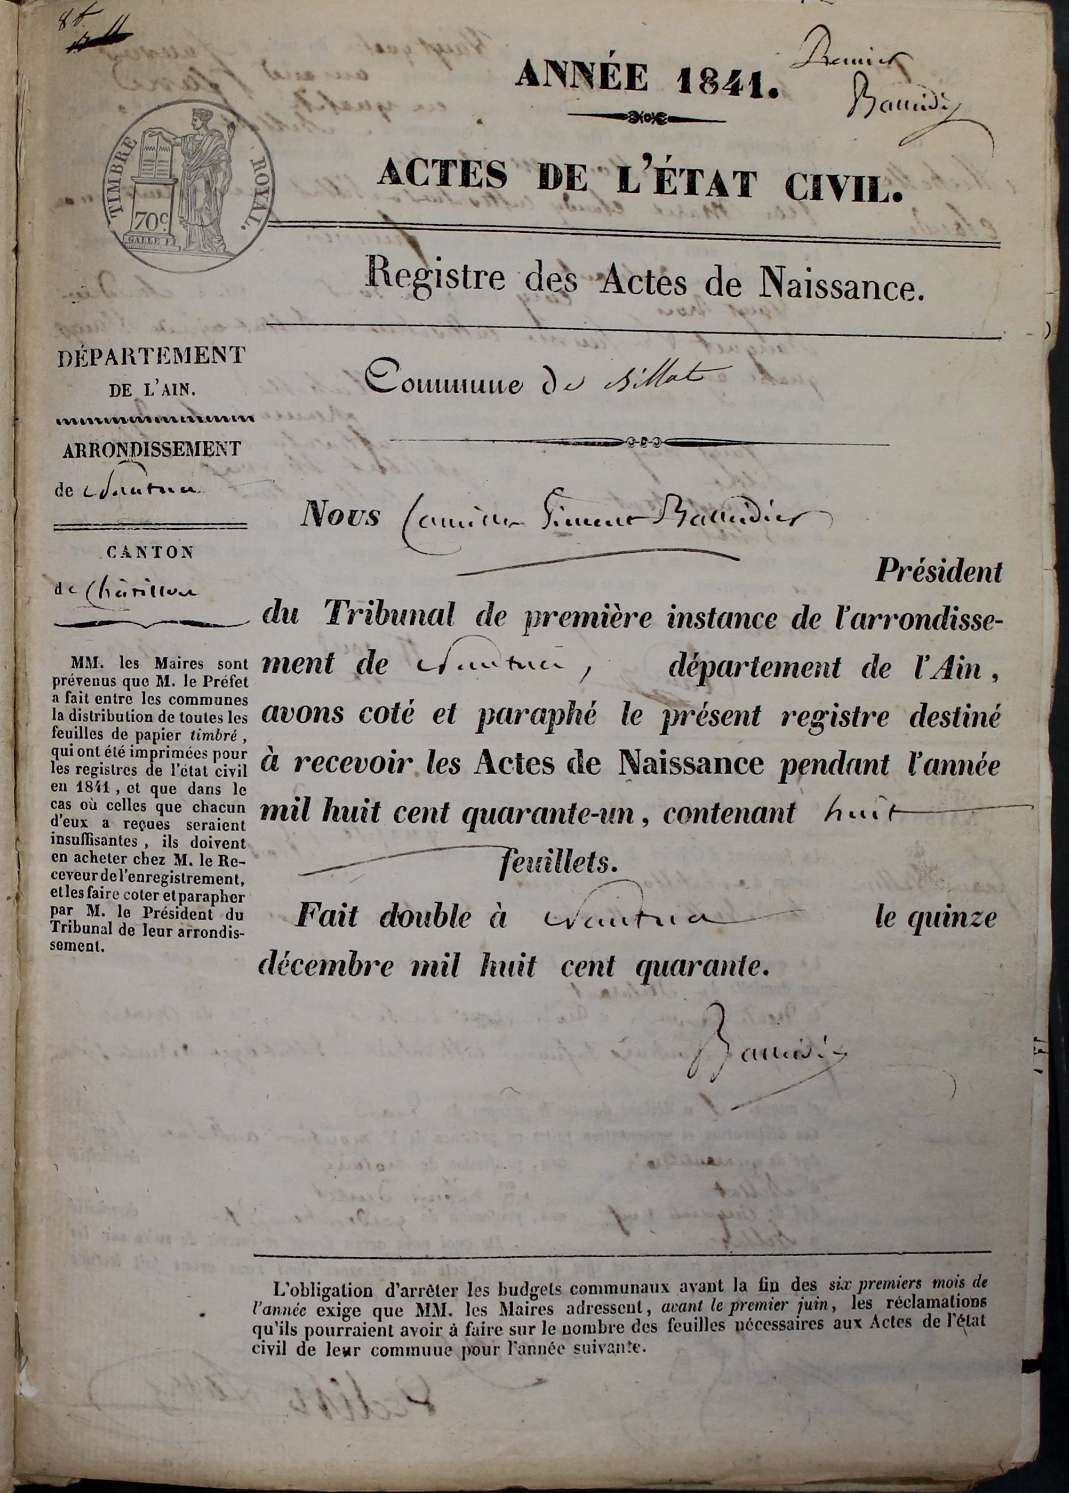 ANNÉE 1841.
Premier
Baudier
TIMBRE ROYAL.
70c
ACTES DE L'ÉTAT CIVIL.
Registre des Actes de Naissance.
Commune de Billiat
DÉPARTEMENT
DE L'AIN.
ARRONDISSEMENT
de Nantua
CANTON
de Châtillon
MM. les Maires sont
prévenus que M. le Préfet
a fait entre les communes
la distribution de toutes les
feuilles de papier timbré,
qui ont été imprimées pour
les registres de l'état civil
en 1841, et que dans le
cas où celles que chacun
d'eux a reçues seraient
insuffisantes, ils doivent
en acheter chez M. le Re-
ceveur de l'enregistrement,
et les faire coter et parapher
par M. le Président du
Tribunal de leur arrondis-
sement.
Nous Camille
Président
du Tribunal de première instance de l'arrondisse-
ment de Nantua, département de l'Ain,
avons coté et paraphé le présent registre destiné
à recevoir les Actes de Naissance pendant l'année
mil huit cent quarante-un, contenant huit
feuillets.
Fait double à Nantua le quinze
décembre mil huit cent quarante.
L'obligation d'arrêter les budgets communaux avant la fin des six premiers mois de
l'année exige que MM. les Maires adressent, avant le premier juin, les réclamations
qu'ils pourraient avoir à faire sur le nombre des feuilles nécessaires aux Actes de l'état
civil de leur commune pour l'année suivante.